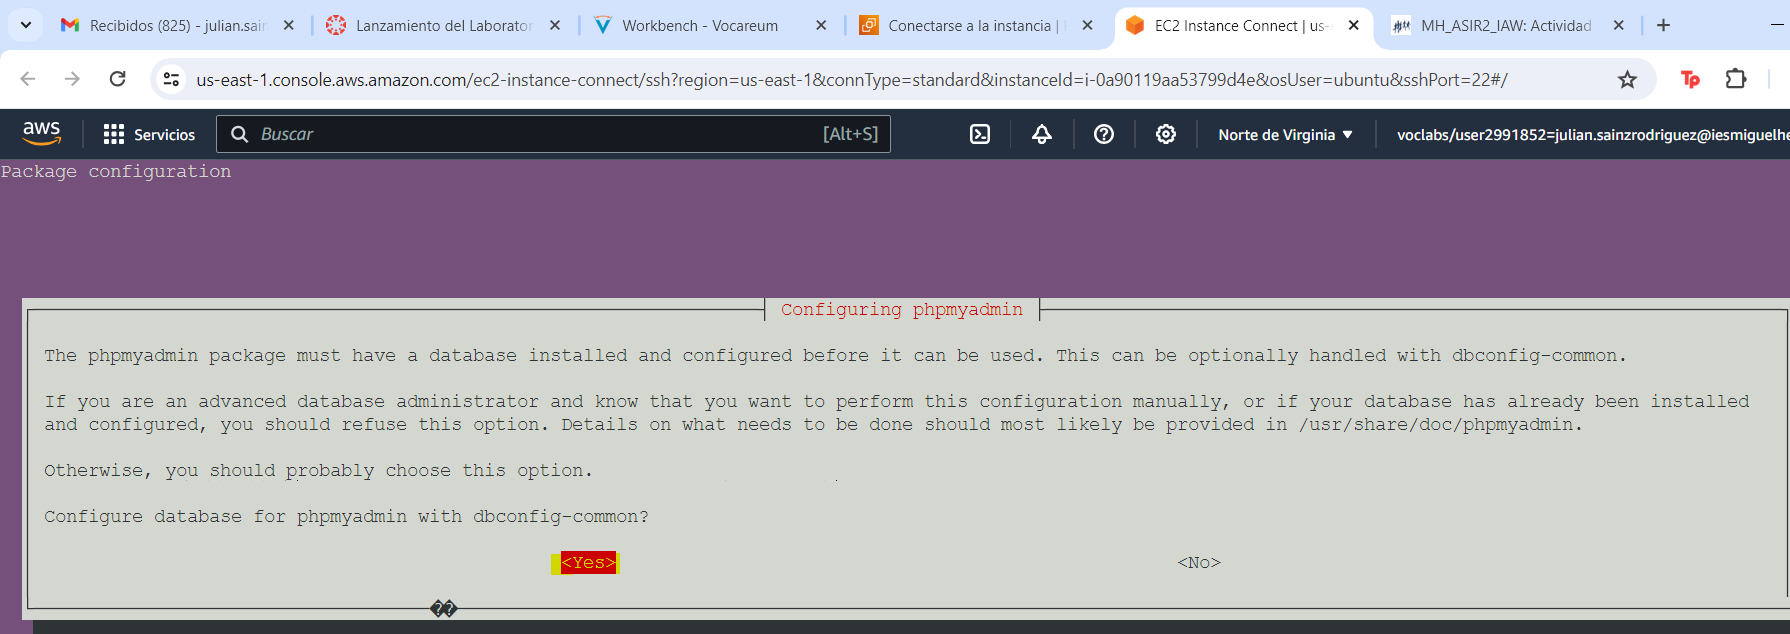 Recibidos (825) - julian.sain
Lanzamiento del Laborator
Workbench - Vocareum
Conectarse a la instancia |
EC2 Instance Connect | us-
MH_ASIR2_IAW: Actividad
us-east-1.console.aws.amazon.com/ec2-instance-connect/ssh?region=us-east-1&connType=standard&instanceId=i-0a90119aa53799d4e&osUser=ubuntu&sshPort=22#/
Tp
aws
Servicios
Buscar
[Alt+S]
Norte de Virginia
voclabs/user2991852=julian.sainzrodriguez@iesmiguelhe
Package configuration
Configuring phpmyadmin
The phpmyadmin package must have a database installed and configured before it can be used. This can be optionally handled with dbconfig-common.
If you are an advanced database administrator and know that you want to perform this configuration manually, or if your database has already been installed
and configured, you should refuse this option. Details on what needs to be done should most likely be provided in /usr/share/doc/phpmyadmin.
Otherwise, you should probably choose this option.
Configure database for phpmyadmin with dbconfig-common?
<Yes>
<No>